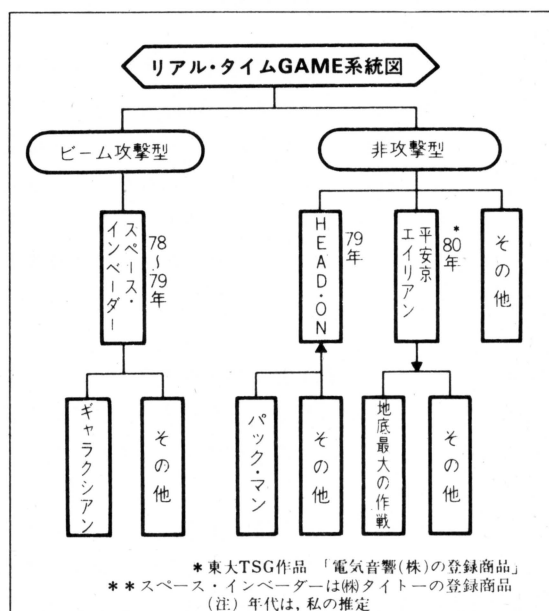 リアル・タイムGAME系統図
ビーム攻撃型
非攻撃型
スペース・
インベーダー
78〜79年
HEAD・ON
79年
平安京
エイリアン
*80年
その他
ギャラクシアン
その他
パック・マン
その他
地底最大の作戦
その他
*東大TSG作品 「電気音響(株)の登録商品」
**スペース・インベーダーは㈱タイトーの登録商品
(注) 年代は,私の推定